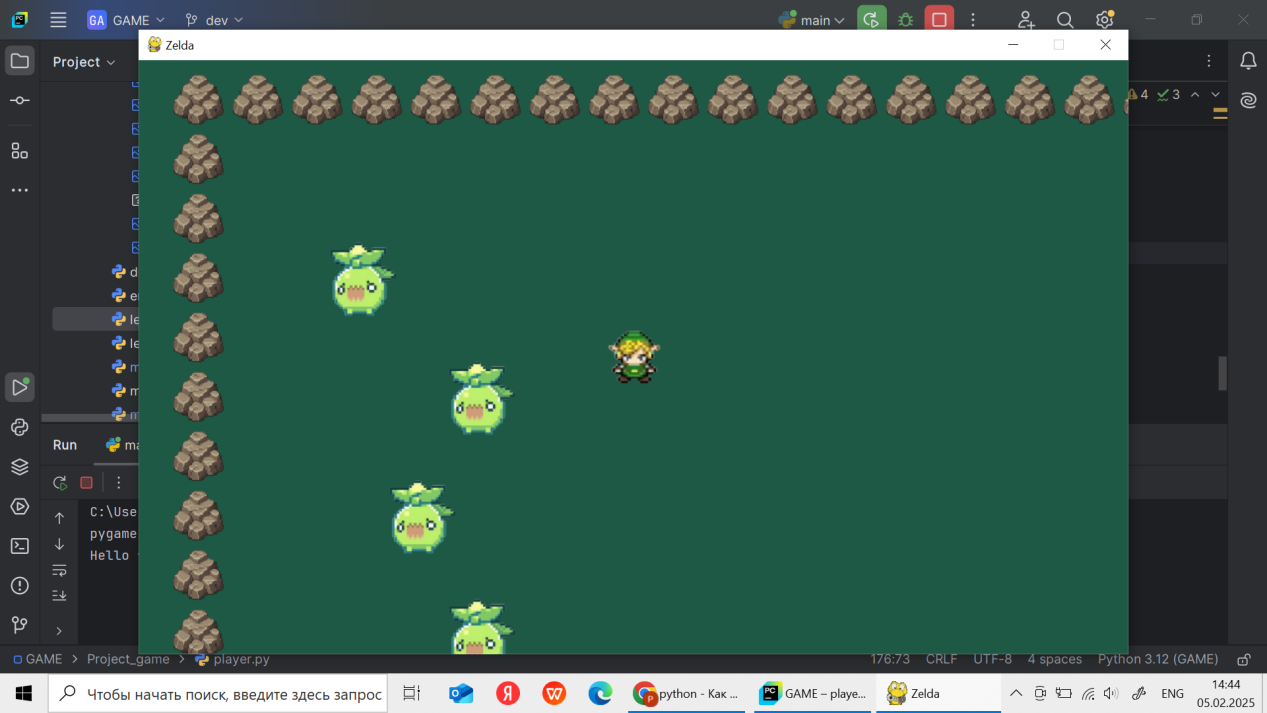 GA GAME
dev
main
Zelda
Project
4
3
Run
C:\Use
pygame
Hello
GAME
Project_game
player.py
176:73
CRLF
UTF-8
4 spaces
Python 3.12 (GAME)
Чтобы начать поиск, введите здесь запрос
python - Как ...
GAME – playe...
Zelda
ENG
14:44
05.02.2025